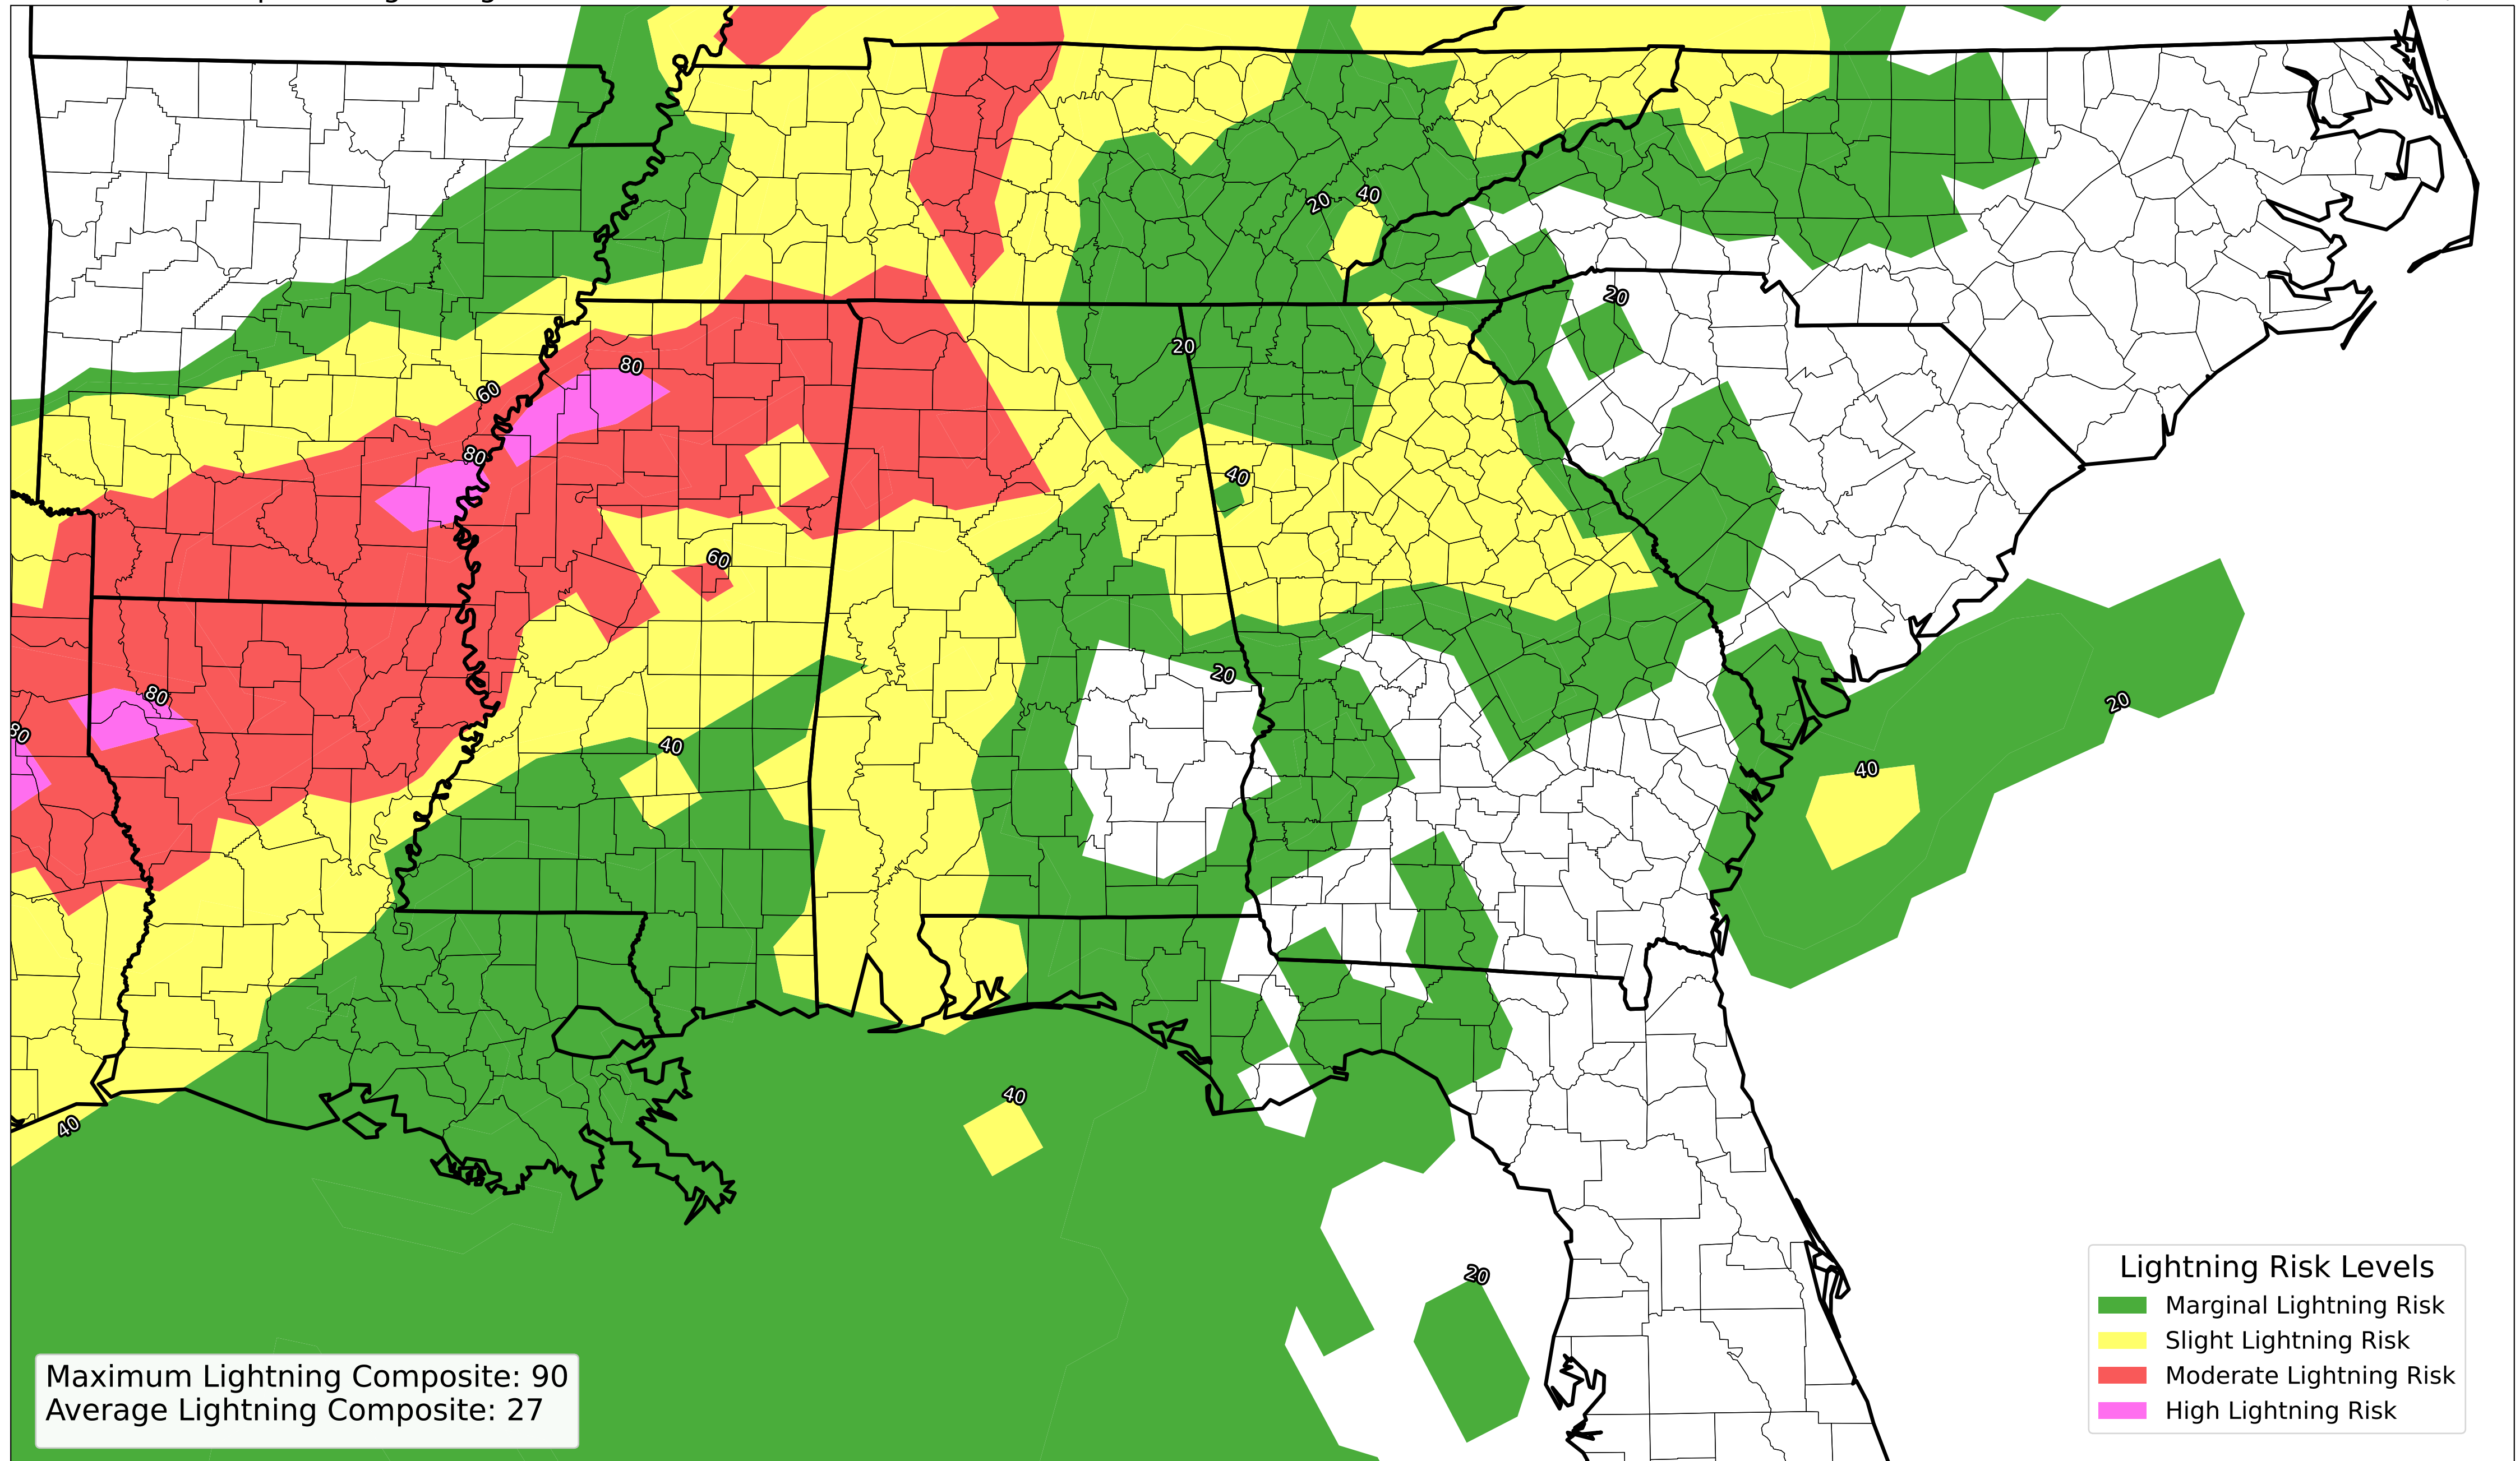 20
40
20
20
80
60
80
40
60
80
20
80
40
20
40
40
40
20
Lightning Risk Levels
Marginal Lightning Risk
Slight Lightning Risk
Moderate Lightning Risk
High Lightning Risk
Maximum Lightning Composite: 90
Average Lightning Composite: 27